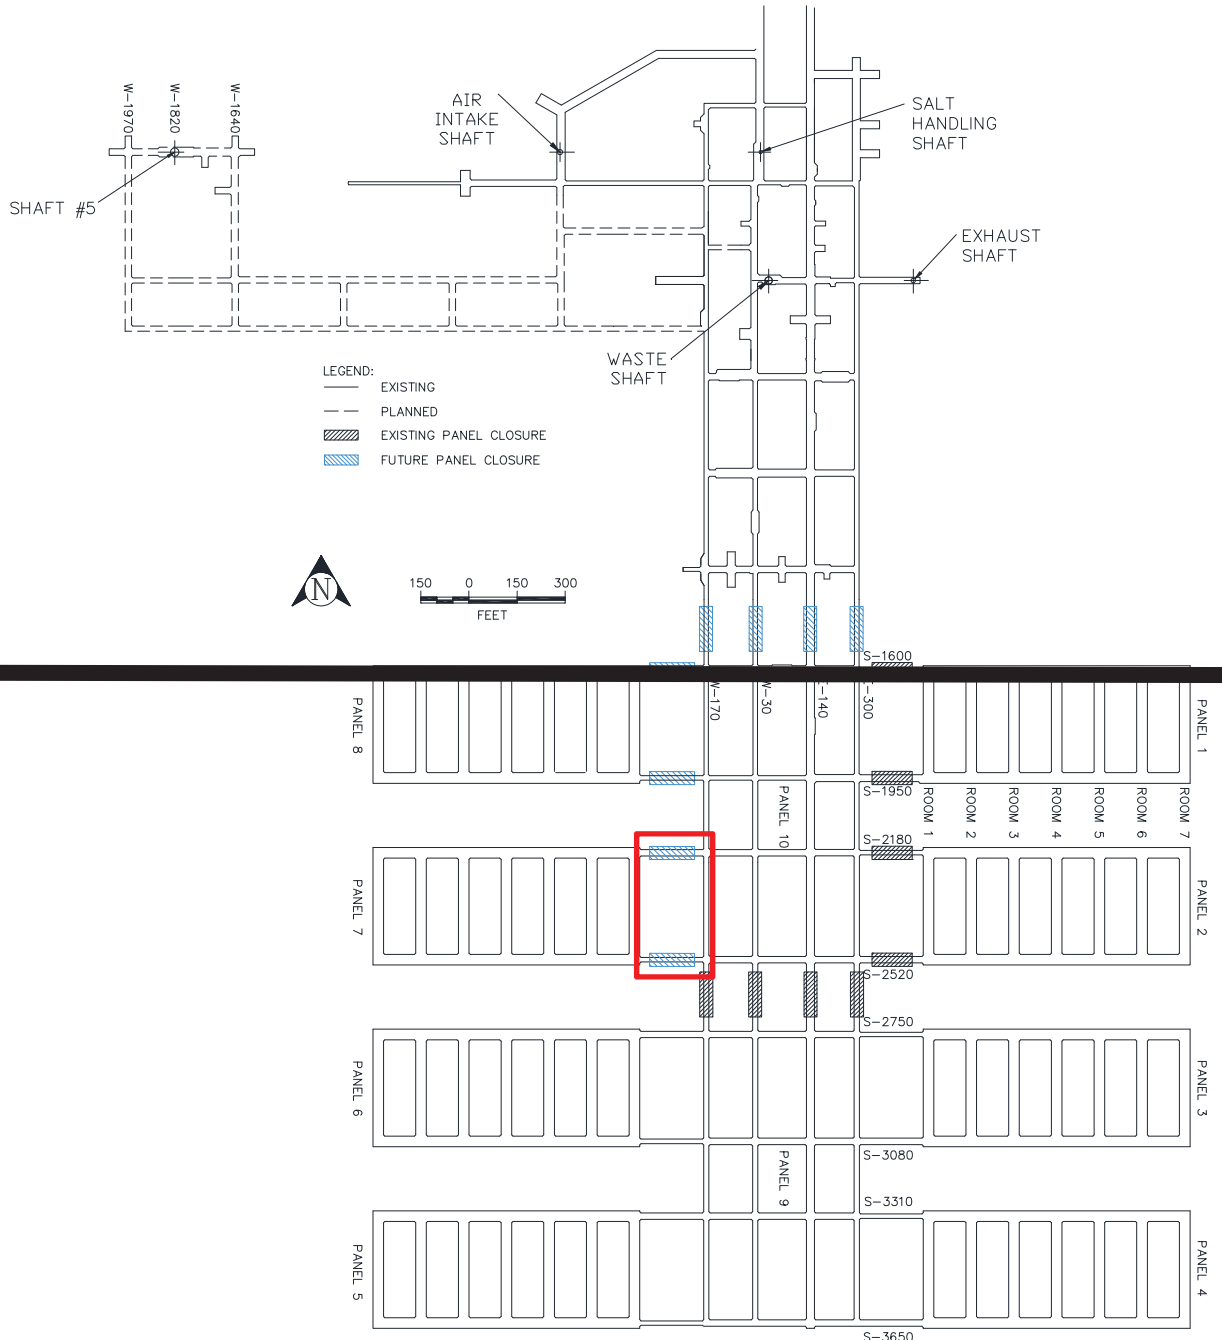 W-1970
W-1820
W-1640
AIR
INTAKE
SHAFT
SALT
HANDLING
SHAFT
SHAFT #5
EXHAUST
SHAFT
WASTE
SHAFT
LEGEND:
EXISTING
PLANNED
EXISTING PANEL CLOSURE
FUTURE PANEL CLOSURE
N
150 0 150 300
FEET
S-1600
W-170
W-30
-140
-300
PANEL 8
PANEL 1
S-1950
PANEL 10
ROOM 1
ROOM 2
ROOM 3
ROOM 4
ROOM 5
ROOM 6
ROOM 7
S-2180
PANEL 7
PANEL 2
S-2520
S-2750
PANEL 6
PANEL 3
S-3080
PANEL 9
S-3310
PANEL 5
PANEL 4
S-3650